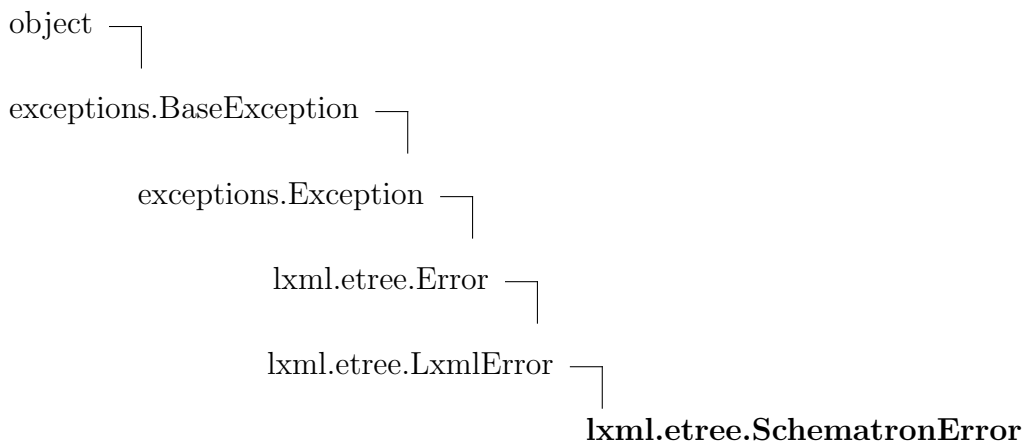 object
exceptions.BaseException
exceptions.Exception
lxml.etree.Error
lxml.etree.LxmlError
lxml.etree.SchematronError